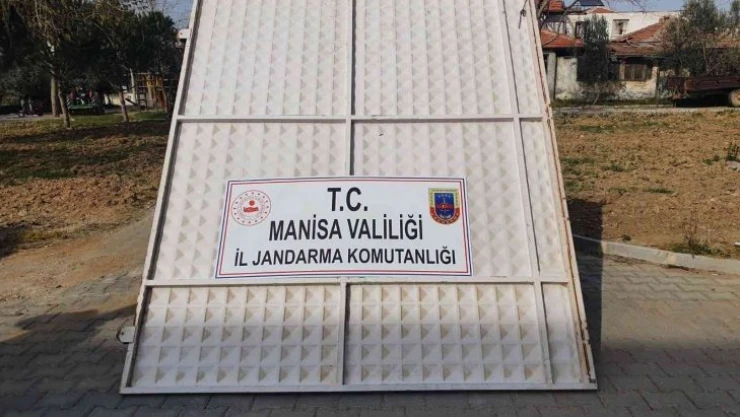 T.C.
MANİSA VALİLİĞİ
İL JANDARMA KOMUTANLIĞI